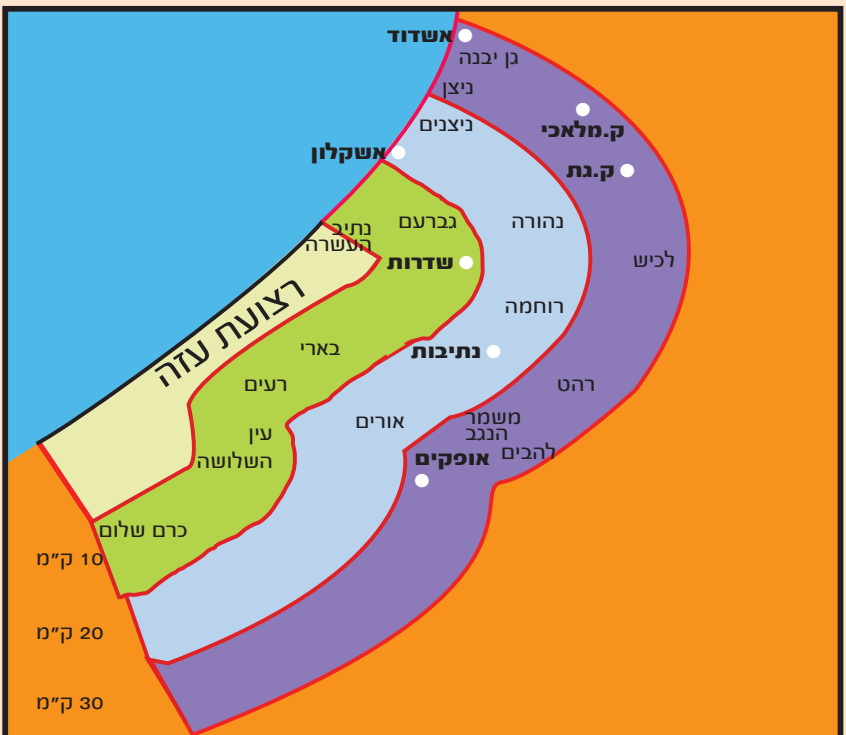 אשדוד
גן יבנה
ניצן
ק.מלאכי
ניצנים
אשקלון
ק.גת
גברעם
נהורה
נתיב
העשרה
לכיש
שדרות
רצועת עזה
רוחמה
בארי
נתיבות
רעים
רהט
אורים
משמר
הנגב
להבים
עין
השלושה
אופקים
כרם שלום
10 ק״מ
20 ק״מ
30 ק״מ